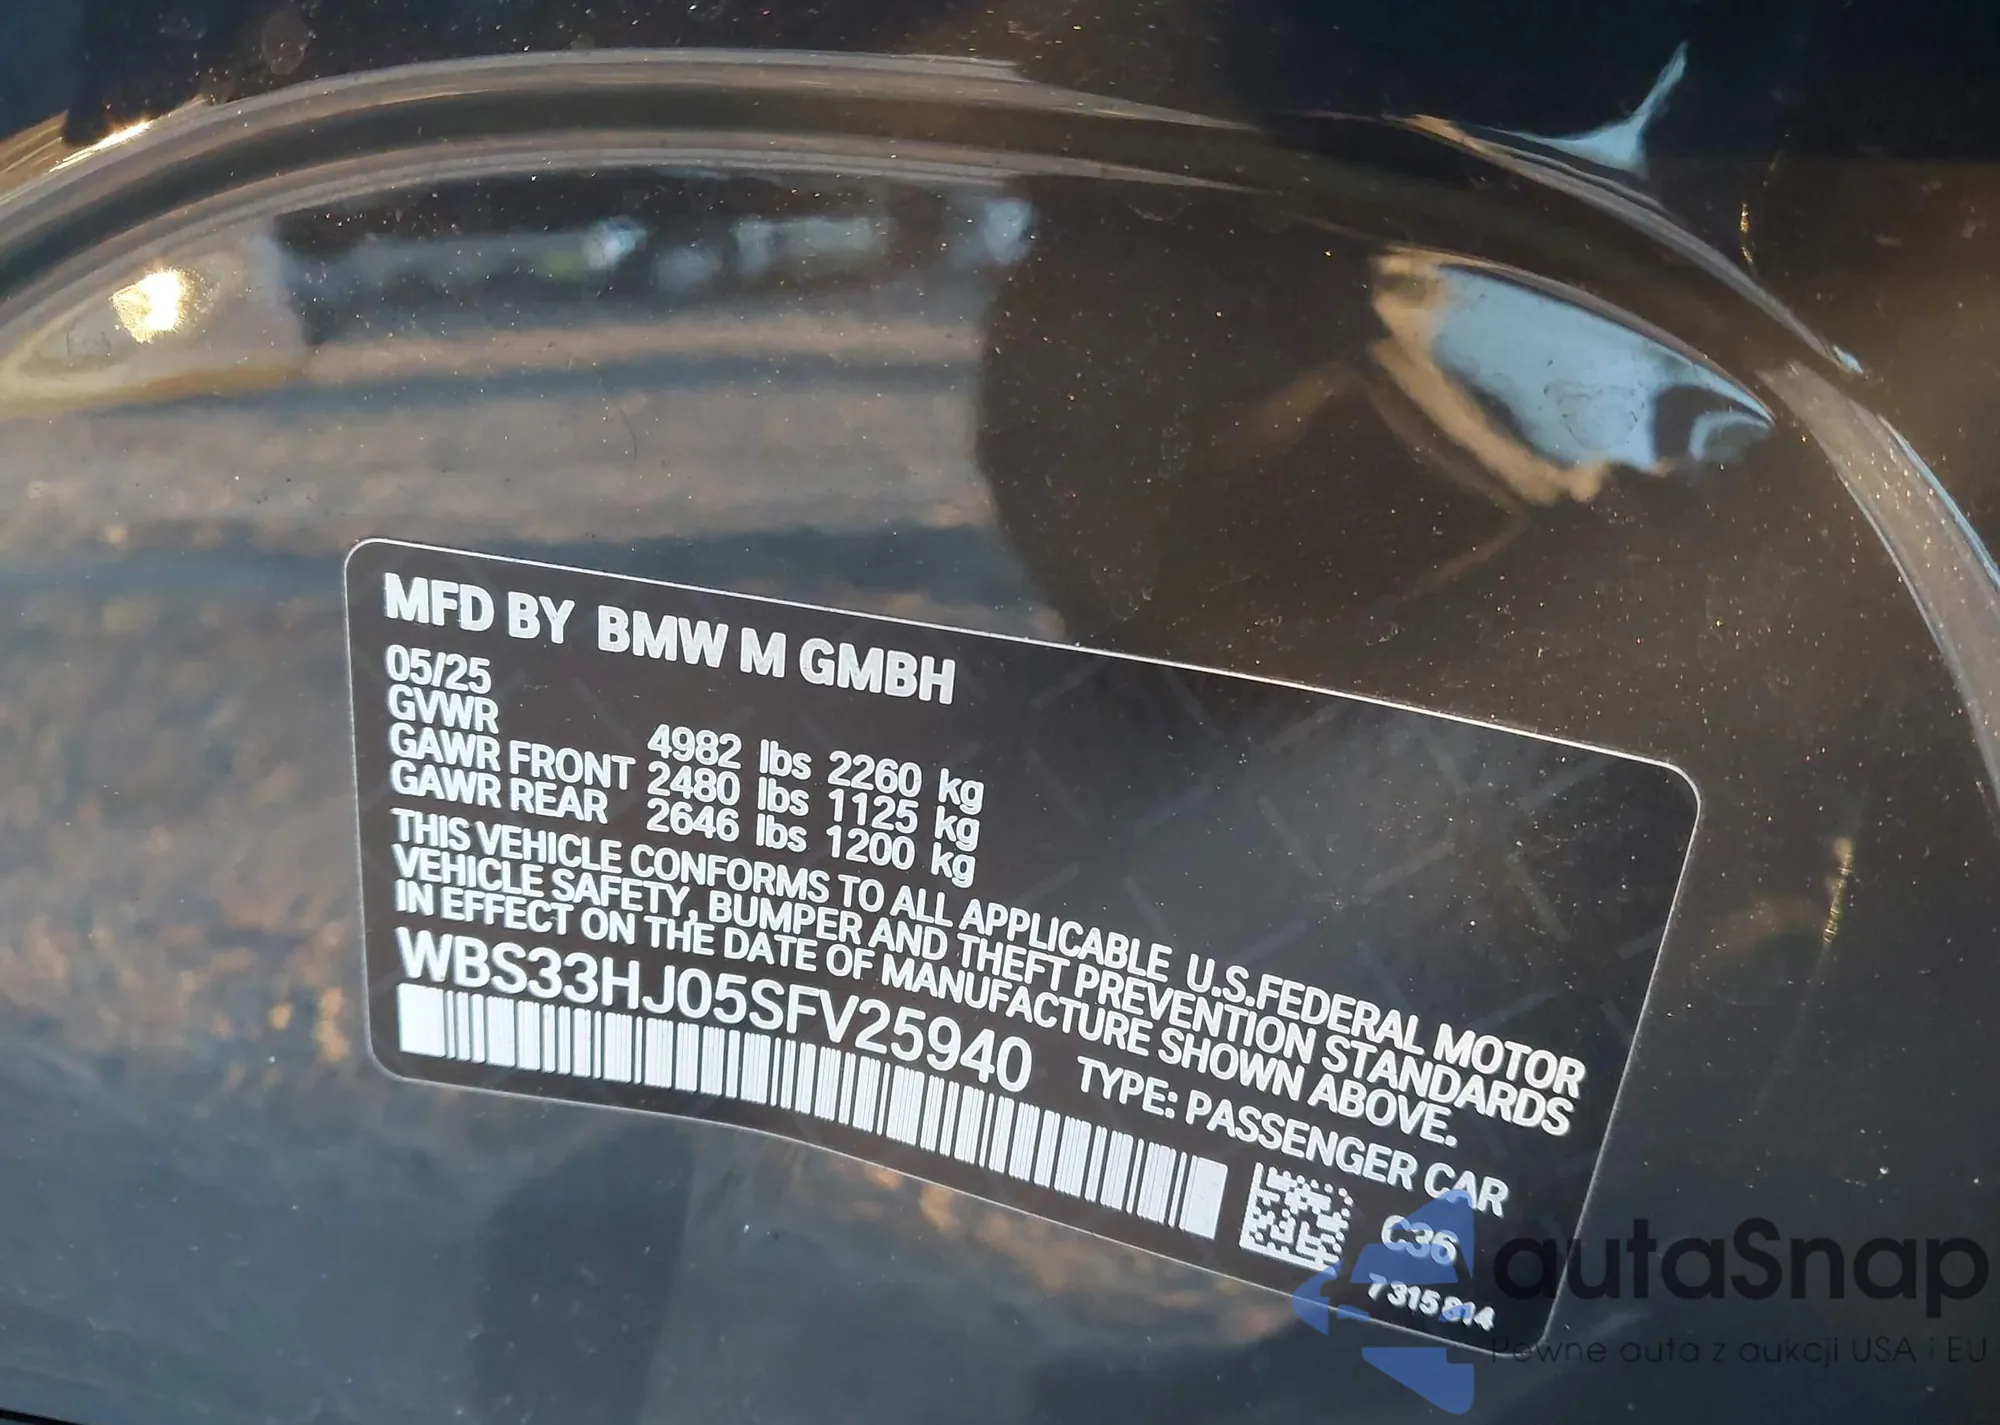 MFD BY BMW M GMBH
05/25
GVWR 4982 lbs 2260 kg
GAWR FRONT 2480 lbs 1125 kg
GAWR REAR 2646 lbs 1200 kg
THIS VEHICLE CONFORMS TO ALL APPLICABLE U.S.FEDERAL MOTOR
VEHICLE SAFETY, BUMPER AND THEFT PREVENTION STANDARDS
IN EFFECT ON THE DATE OF MANUFACTURE SHOWN ABOVE.
WBS33HJ05SFV25940 TYPE: PASSENGER CAR
C36
7315814
autaSnap
Pewne auta z aukcji USA i EU